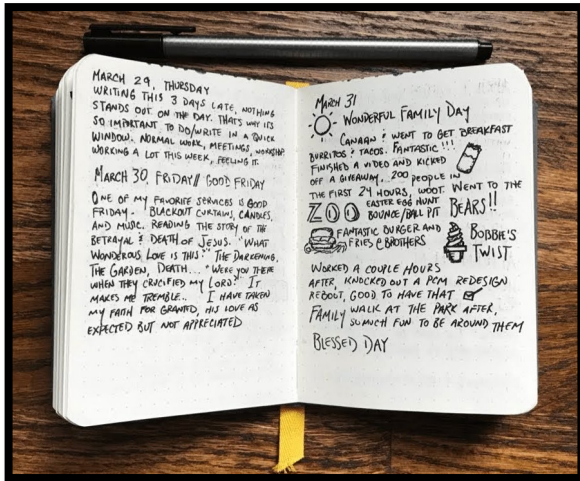 MARCH 29, THURSDAY
WRITING THIS 3 DAYS LATE, NOTHING
STANDS OUT ON THE DAY. THATS WHY ITS
SO IMPORTANT TO DO/WRITE IN A QUICK
WINDOW. NORMAL WORK, MEETINGS, WORKSHOP
WORKING A LOT THIS WEEK, FEELING IT.
MARCH 30, FRIDAY // GOOD FRIDAY
ONE OF MY FAVORITE SERVICES IS GOOD
FRIDAY. BLACKOUT CURTAINS, CANDLES,
AND MUSIC. READING THE STORY OF THE
BETRAYAL & DEATH OF JESUS. "WHAT
WONDEROUS LOVE IS THIS." THE DARKENING.
THE GARDEN, DEATH... "WERE YOU THERE
WHEN THEY CRUCIFIED MY LORD?" IT
MAKES ME TREMBLE... I HAVE TAKEN
MY FAITH FOR GRANTED, HIS LOVE AS
EXPECTED BUT NOT APPRECIATED
MARCH 31
WONDERFUL FAMILY DAY
CANAAN & WENT TO GET BREAKFAST
BURRITOS & TACOS. FANTASTIC!!!
FINISHED A VIDEO AND KICKED
OFF A GIVEAWAY. 200 PEOPLE IN
THE FIRST 24 HOURS, WOOT. WENT TO THE
ZOO EASTER EGG HUNT
BOUNCE/BALL PIT BEARS!!
FANTASTIC BURGER AND
FRIES @ BROTHERS
BOBBIE'S
TWIST
WORKED A COUPLE HOURS
AFTER, KNOCKED OUT A PCM REDESIGN
REBOOT, GOOD TO HAVE THAT
FAMILY WALK AT THE PARK AFTER,
SO MUCH FUN TO BE AROUND THEM
BLESSED DAY